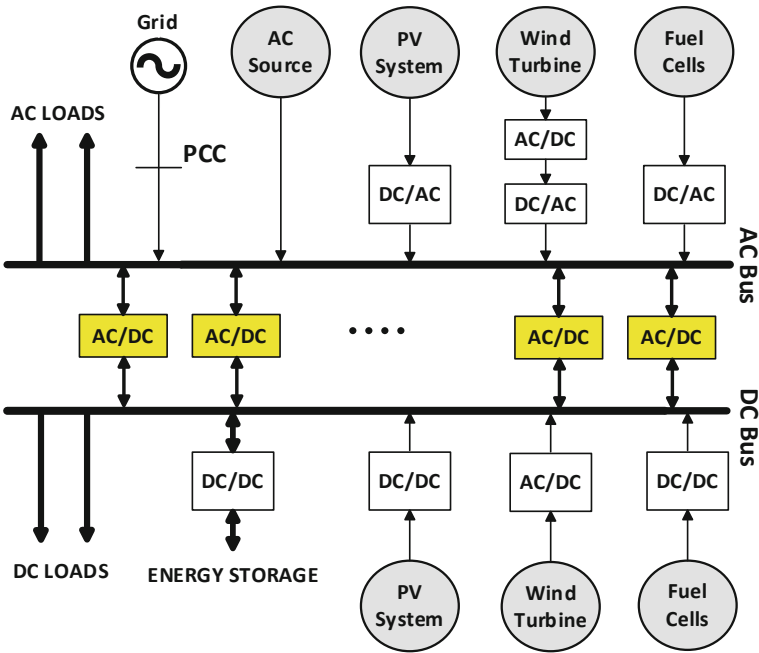 Grid
AC
Source
PV
System
Wind
Turbine
Fuel
Cells
AC LOADS
PCC
AC/DC
DC/AC
DC/AC
DC/AC
AC Bus
AC/DC
AC/DC
AC/DC
AC/DC
DC Bus
DC/DC
DC/DC
AC/DC
DC/DC
DC LOADS
ENERGY STORAGE
PV
System
Wind
Turbine
Fuel
Cells